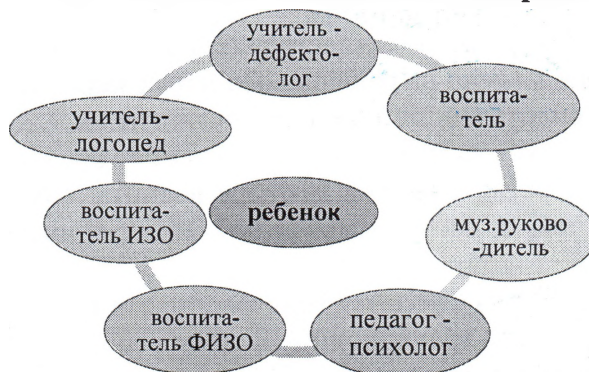 учитель -
дефекто-
лог
воспита-
тель
учитель-
логопед
воспита-
тель ИЗО
ребенок
муз.руково
-дитель
воспита-
тель ФИЗО
педагог -
психолог